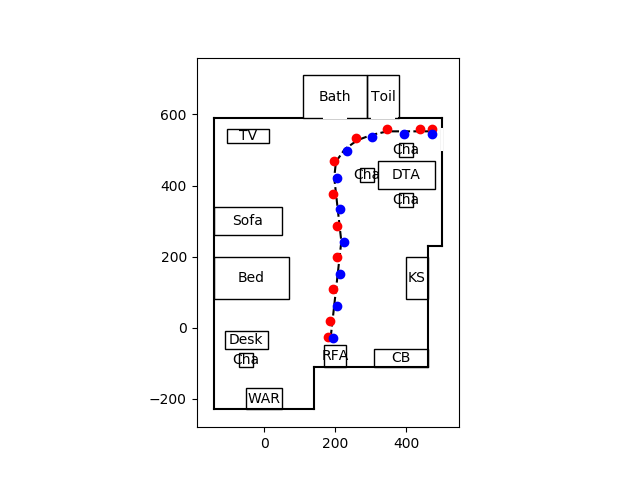 Bath Toil
600
TV
Cha
Cha DTA
400
Cha
Sofa
200
Bed KS
0
Desk
Cha RFA CB
−200
WAR
0 200 400